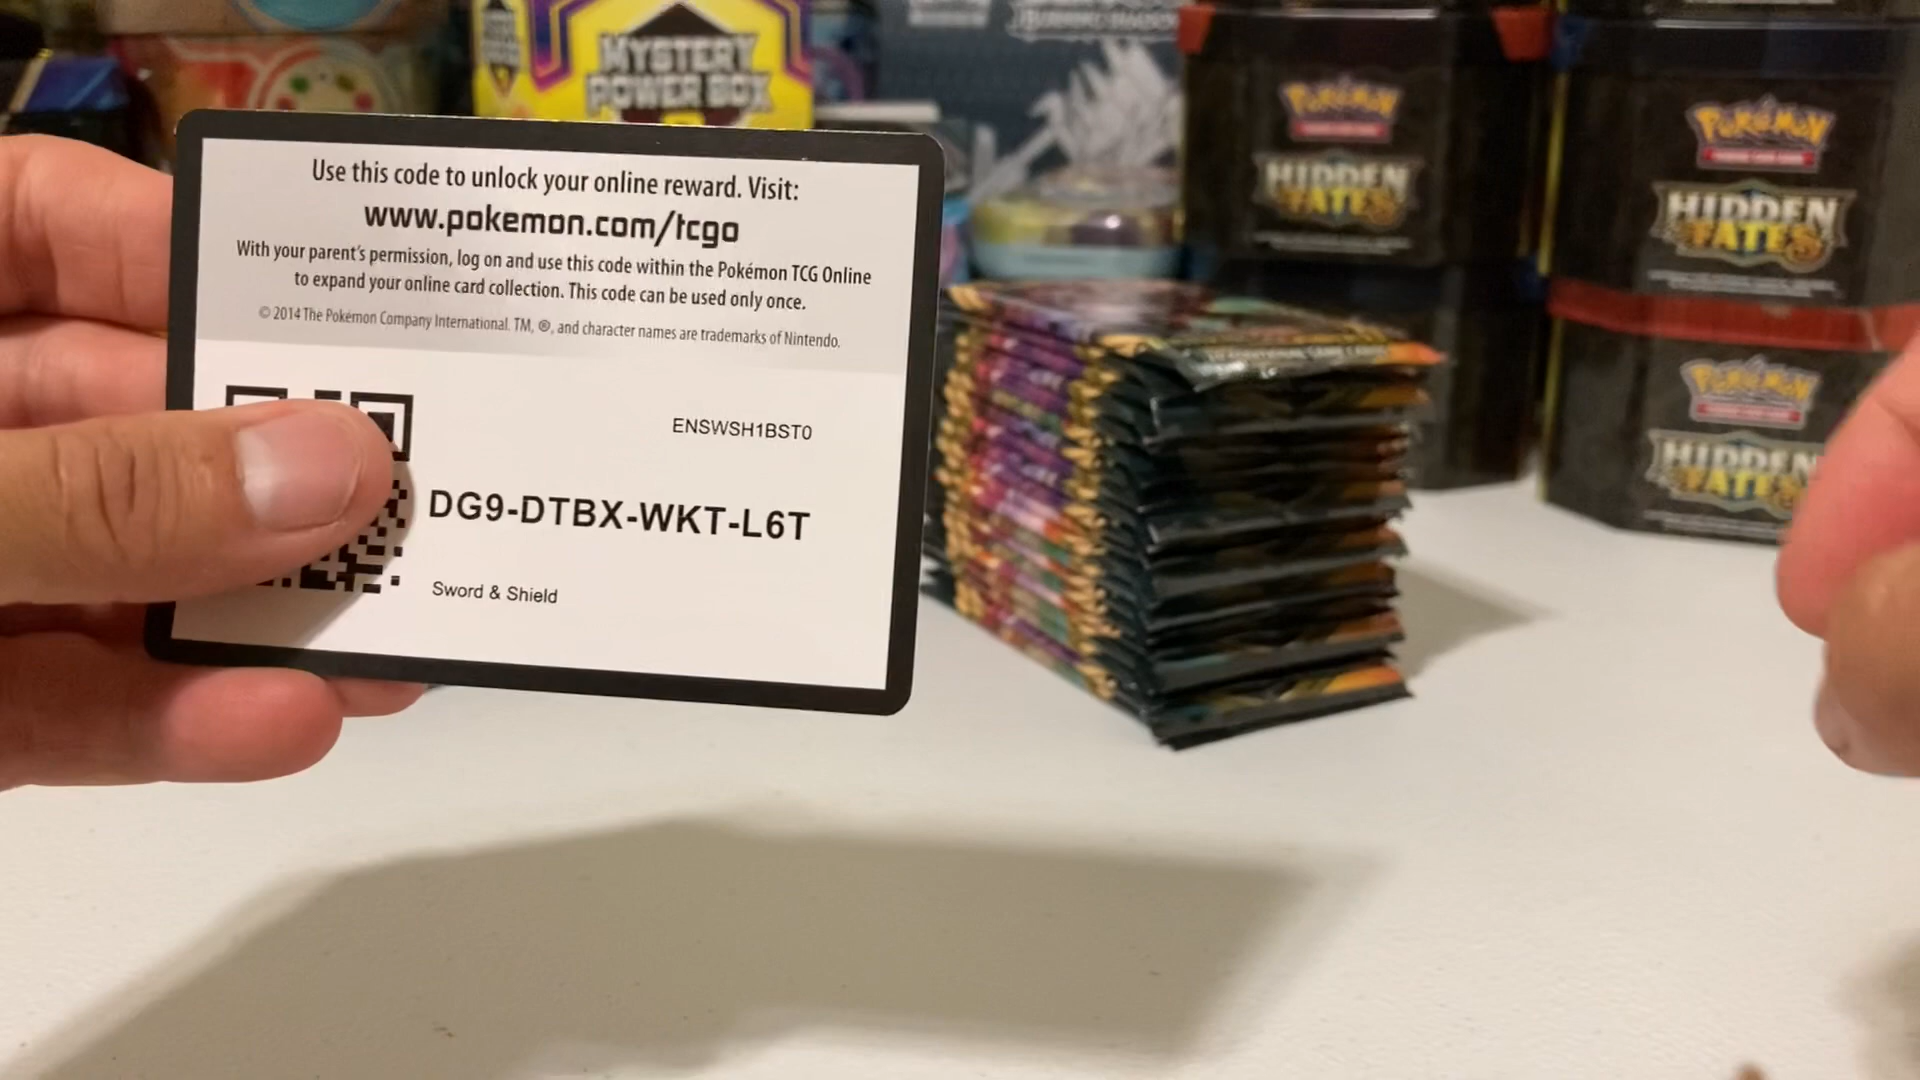 MYSTERY
POWER BOX
Use this code to unlock your online reward. Visit:
www.pokemon.com/tcgo
With your parent's permission, log on and use this code within the Pokémon TCG Online
to expand your online card collection. This code can be used only once.
© 2014 The Pokémon Company International. TM, ®, and character names are trademarks of Nintendo.
ENSWSH1BST0
DG9-DTBX-WKT-L6T
Sword & Shield
POKéMON
HIDDEN
FATES
POKéMON
HIDDEN
FATES
POKéMON
HIDDEN
FATES